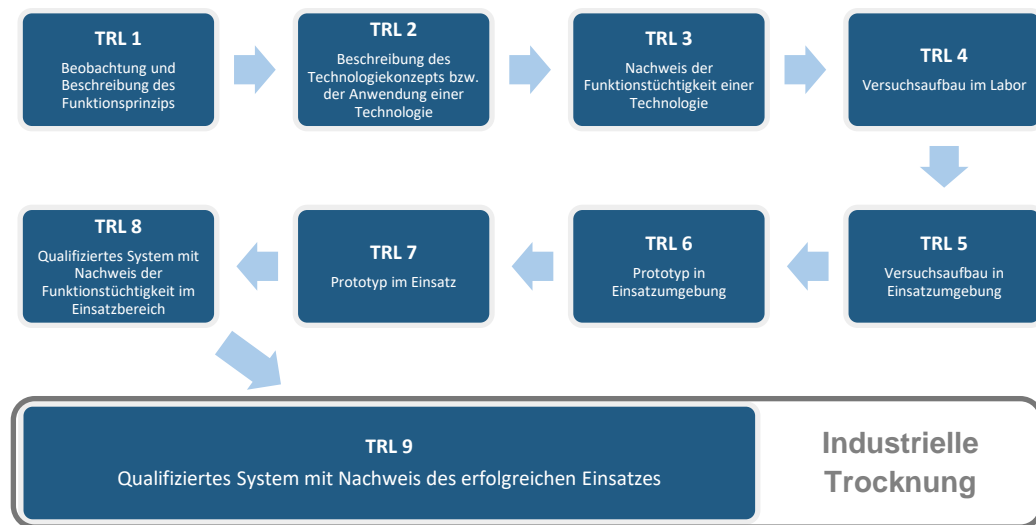 TRL 1
Beobachtung und
Beschreibung des
Funktionsprinzips
TRL 2
Beschreibung des
Technologiekonzepts bzw.
der Anwendung einer
Technologie
TRL 3
Nachweis der
Funktionstüchtigkeit einer
Technologie
TRL 4
Versuchsaufbau im Labor
TRL 5
Versuchsaufbau in
Einsatzumgebung
TRL 6
Prototyp in
Einsatzumgebung
TRL 7
Prototyp im Einsatz
TRL 8
Qualifiziertes System mit
Nachweis der
Funktionstüchtigkeit im
Einsatzbereich
TRL 9
Qualifiziertes System mit Nachweis des erfolgreichen Einsatzes
Industrielle
Trocknung